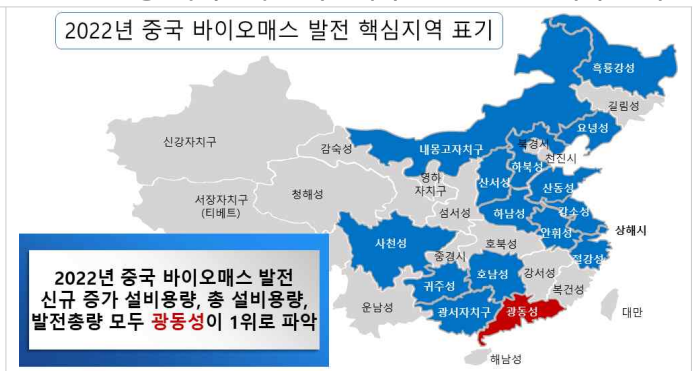 2022년 중국 바이오매스 발전 핵심지역 표기
흑룡강성
길림성
요녕성
신강자치구
감숙성
내몽고자치구
북경시
천진시
하북성
영하
자치구
산서성
산동성
청해성
서장자치구
(티베트)
섬서성
하남성
강소성
안휘성
상해시
사천성
호북성
중경시
절강성
귀주성
호남성
강서성
복건성
운남성
광서자치구
광동성
대만
해남성
2022년 중국 바이오매스 발전
신규 증가 설비용량, 총 설비용량,
발전총량 모두 광동성이 1위로 파악